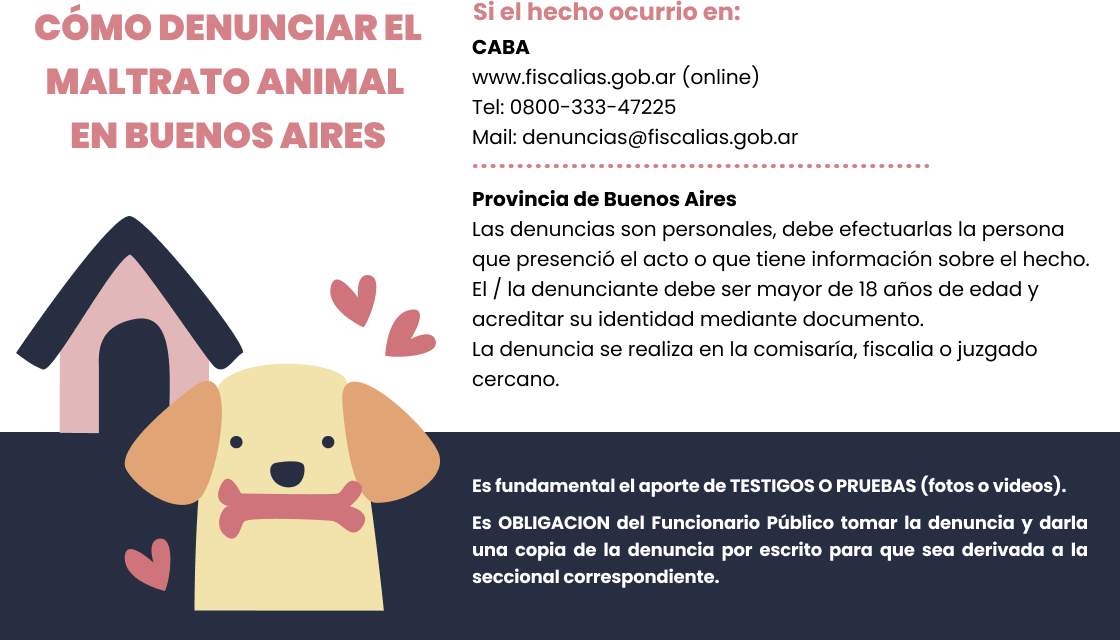 CÓMO DENUNCIAR EL
MALTRATO ANIMAL
EN BUENOS AIRES
Si el hecho ocurrio en:
CABA
www.fiscalias.gob.ar (online)
Tel: 0800-333-47225
Mail: denuncias@fiscalias.gob.ar
Provincia de Buenos Aires
Las denuncias son personales, debe efectuarlas la persona
que presenció el acto o que tiene información sobre el hecho.
El / la denunciante debe ser mayor de 18 años de edad y
acreditar su identidad mediante documento.
La denuncia se realiza en la comisaría, fiscalia o juzgado
cercano.
Es fundamental el aporte de TESTIGOS O PRUEBAS (fotos o videos).
Es OBLIGACION del Funcionario Público tomar la denuncia y darla
una copia de la denuncia por escrito para que sea derivada a la
seccional correspondiente.